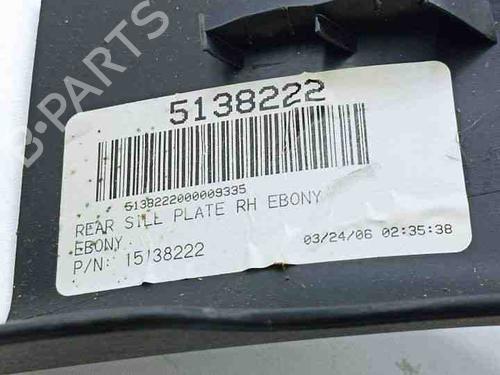 B-PARTS
5138222
5138222000009335
REAR SILL PLATE RH EBONY
EBONY
P/N: 15138222
03/24/06 02:35:38